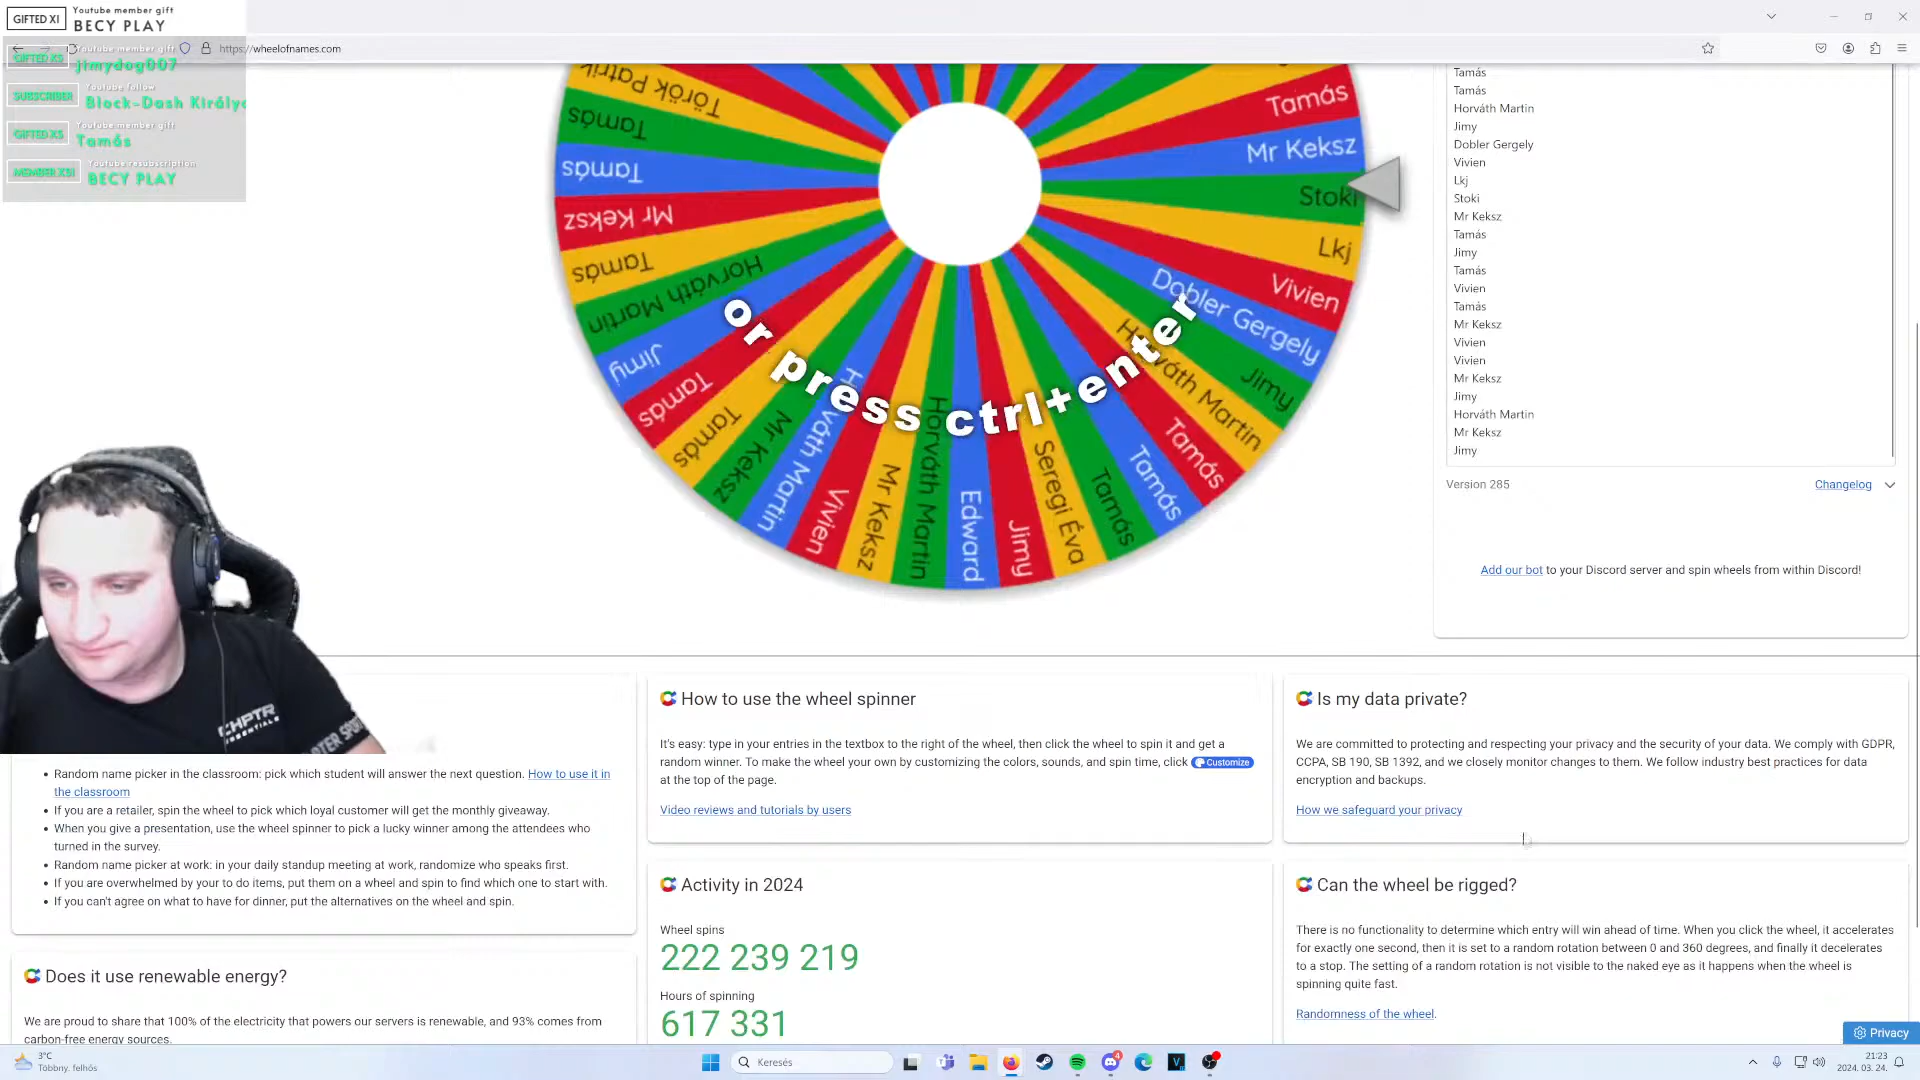 GIFTED X1
Youtube member gift
BECY PLAY
GIFTED X5
Youtube member gift
jimydog007
SUBSCRIBER
Youtube follow
Block-Dash Királyc
GIFTED X5
Youtube member gift
Tamás
Youtube resubscription
BECY PLAY
https://wheelofnames.com
Török Patrik
Tamás
Tamás
Mr Keksz
Tamás
Horváth Martin
Jimy
Tamás
Tamás
Mr Keksz
Horváth Martin
Vivien
Mr Keksz
Horváth Martin
Edward
Jimy
Seregi Éva
Tamás
Tamás
Tamás
Horváth Martin
Jimy
Dobler Gergely
Vivien
Lkj
Stoki
Mr Keksz
Tamás
or press ctrl+enter
Tamás
Tamás
Horváth Martin
Jimy
Dobler Gergely
Vivien
Lkj
Stoki
Mr Keksz
Tamás
Jimy
Tamás
Vivien
Tamás
Mr Keksz
Vivien
Vivien
Mr Keksz
Jimy
Horváth Martin
Mr Keksz
Jimy
Version 285
Changelog
Add our bot to your Discord server and spin wheels from within Discord!
CHPTR
ESSENTIALS
• Random name picker in the classroom: pick which student will answer the next question. How to use it in
the classroom
• If you are a retailer, spin the wheel to pick which loyal customer will get the monthly giveaway.
• When you give a presentation, use the wheel spinner to pick a lucky winner among the attendees who
turned in the survey.
• Random name picker at work: in your daily standup meeting at work, randomize who speaks first.
• If you are overwhelmed by your to do items, put them on a wheel and spin to find which one to start with.
• If you can't agree on what to have for dinner, put the alternatives on the wheel and spin.
Does it use renewable energy?
We are proud to share that 100% of the electricity that powers our servers is renewable, and 93% comes from
carbon-free energy sources.
How to use the wheel spinner
It's easy: type in your entries in the textbox to the right of the wheel, then click the wheel to spin it and get a
random winner. To make the wheel your own by customizing the colors, sounds, and spin time, click Customize
at the top of the page.
Video reviews and tutorials by users
Activity in 2024
Wheel spins
222 239 219
Hours of spinning
617 331
Is my data private?
We are committed to protecting and respecting your privacy and the security of your data. We comply with GDPR,
CCPA, SB 190, SB 1392, and we closely monitor changes to them. We follow industry best practices for data
encryption and backups.
How we safeguard your privacy
Can the wheel be rigged?
There is no functionality to determine which entry will win ahead of time. When you click the wheel, it accelerates
for exactly one second, then it is set to a random rotation between 0 and 360 degrees, and finally it decelerates
to a stop. The setting of a random rotation is not visible to the naked eye as it happens when the wheel is
spinning quite fast.
Randomness of the wheel.
Privacy
3°C
Többny. felhős
Keresés
4
21:23
2024. 03. 24.